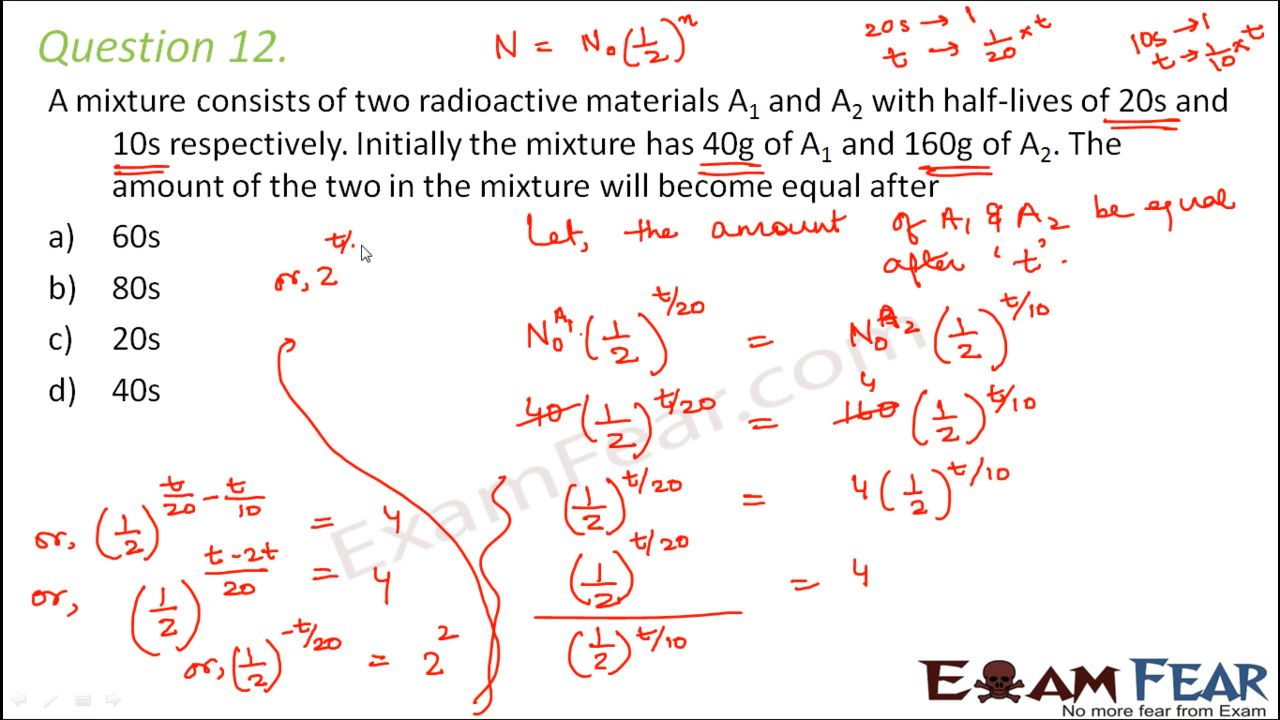 Question 12.
N = N₀(1/2)ⁿ
20s → 1
t → 1/20 × t
10s → 1
t → 1/10 × t
A mixture consists of two radioactive materials A₁ and A₂ with half-lives of 20s and
10s respectively. Initially the mixture has 40g of A₁ and 160g of A₂. The
amount of the two in the mixture will become equal after
a) 60s
b) 80s
c) 20s
d) 40s
Let, the amount of A₁ & A₂ be equal
after 't'.
N₀^A₁ · (1/2)^t/20 = N₀^A₂ (1/2)^t/10
40 (1/2)^t/20 = 160 (1/2)^t/10
4
(1/2)^t/20 = 4 (1/2)^t/10
(1/2)^t/20 / (1/2)^t/10 = 4
or, (1/2)^t/20 - t/10 = 4
or, (1/2)^t-2t/20 = 4
or, (1/2)^-t/20 = 2²
or, 2^t/.
ExamFear.com
EXAM FEAR
No more fear from Exam